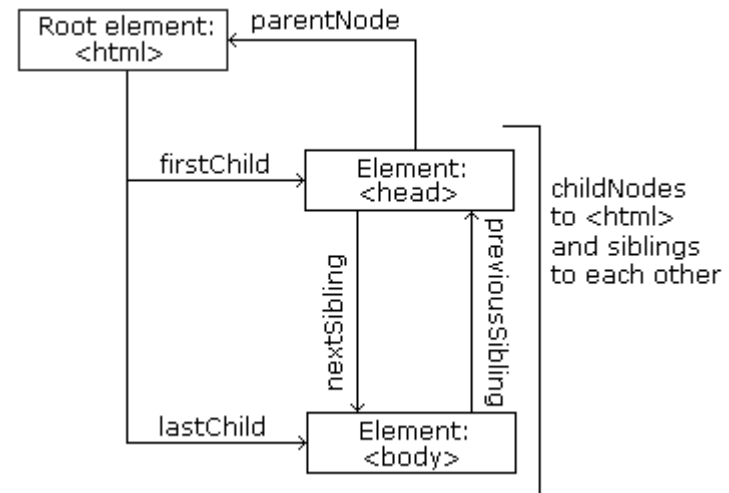 Root element:
<html>
parentNode
firstChild
Element:
<head>
childNodes
to <html>
and siblings
to each other
nextSibling
previousSibling
lastChild
Element:
<body>